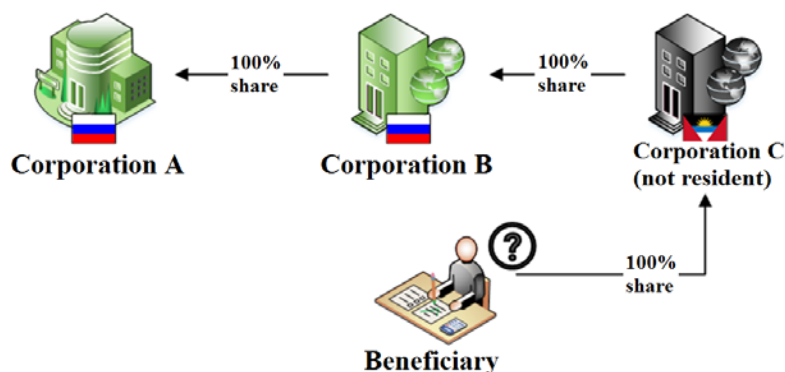 100%
share
100%
share
Corporation A
Corporation B
Corporation C
(not resident)
?
100%
share
Beneficiary